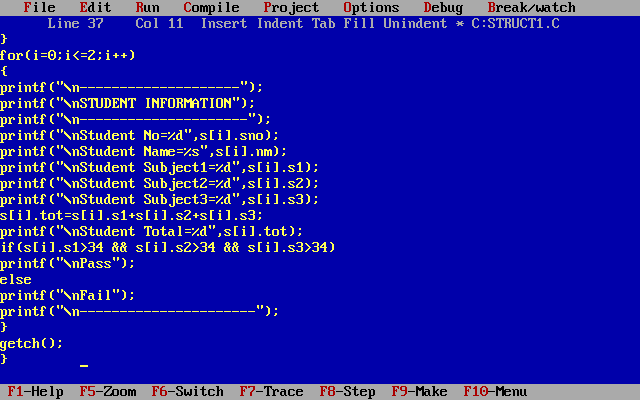 File Edit Run Compile Project Options Debug Break/watch
Line 37 Col 11 Insert Indent Tab Fill Unindent * C:STRUCT1.C
}
for(i=0;i<=2;i++)
{
printf("\n--------------------");
printf("\nSTUDENT INFORMATION");
printf("\n---------------------");
printf("\nStudent No=%d",s[i].sno);
printf("\nStudent Name=%s",s[i].nm);
printf("\nStudent Subject1=%d",s[i].s1);
printf("\nStudent Subject2=%d",s[i].s2);
printf("\nStudent Subject3=%d",s[i].s3);
s[i].tot=s[i].s1+s[i].s2+s[i].s3;
printf("\nStudent Total=%d",s[i].tot);
if(s[i].s1>34 && s[i].s2>34 && s[i].s3>34)
printf("\nPass");
else
printf("\nFail");
printf("\n----------------------");
}
getch();
}
F1-Help F5-Zoom F6-Switch F7-Trace F8-Step F9-Make F10-Menu